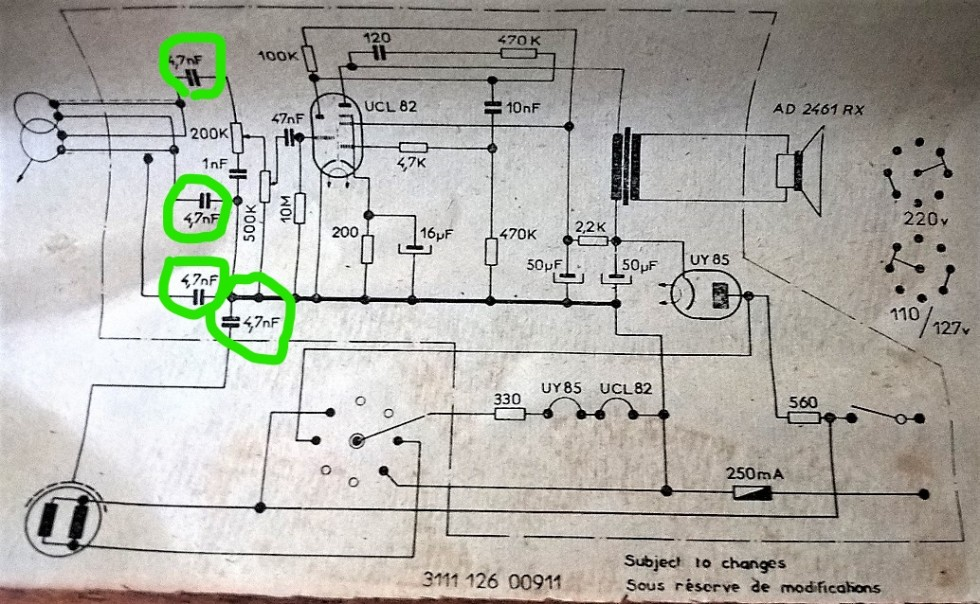 4,7nF
100K
120
470K
UCL 82
10nF
AD 2461 RX
200K
47nF
1nF
4,7K
4,7nF
500K
10M
200
16µF
470K
2,2K
220v
4,7nF
50µF
50µF
UY 85
4,7nF
110/127v
330
UY85
UCL82
560
250mA
3111 126 00911
Subject to changes
Sous réserve de modifications